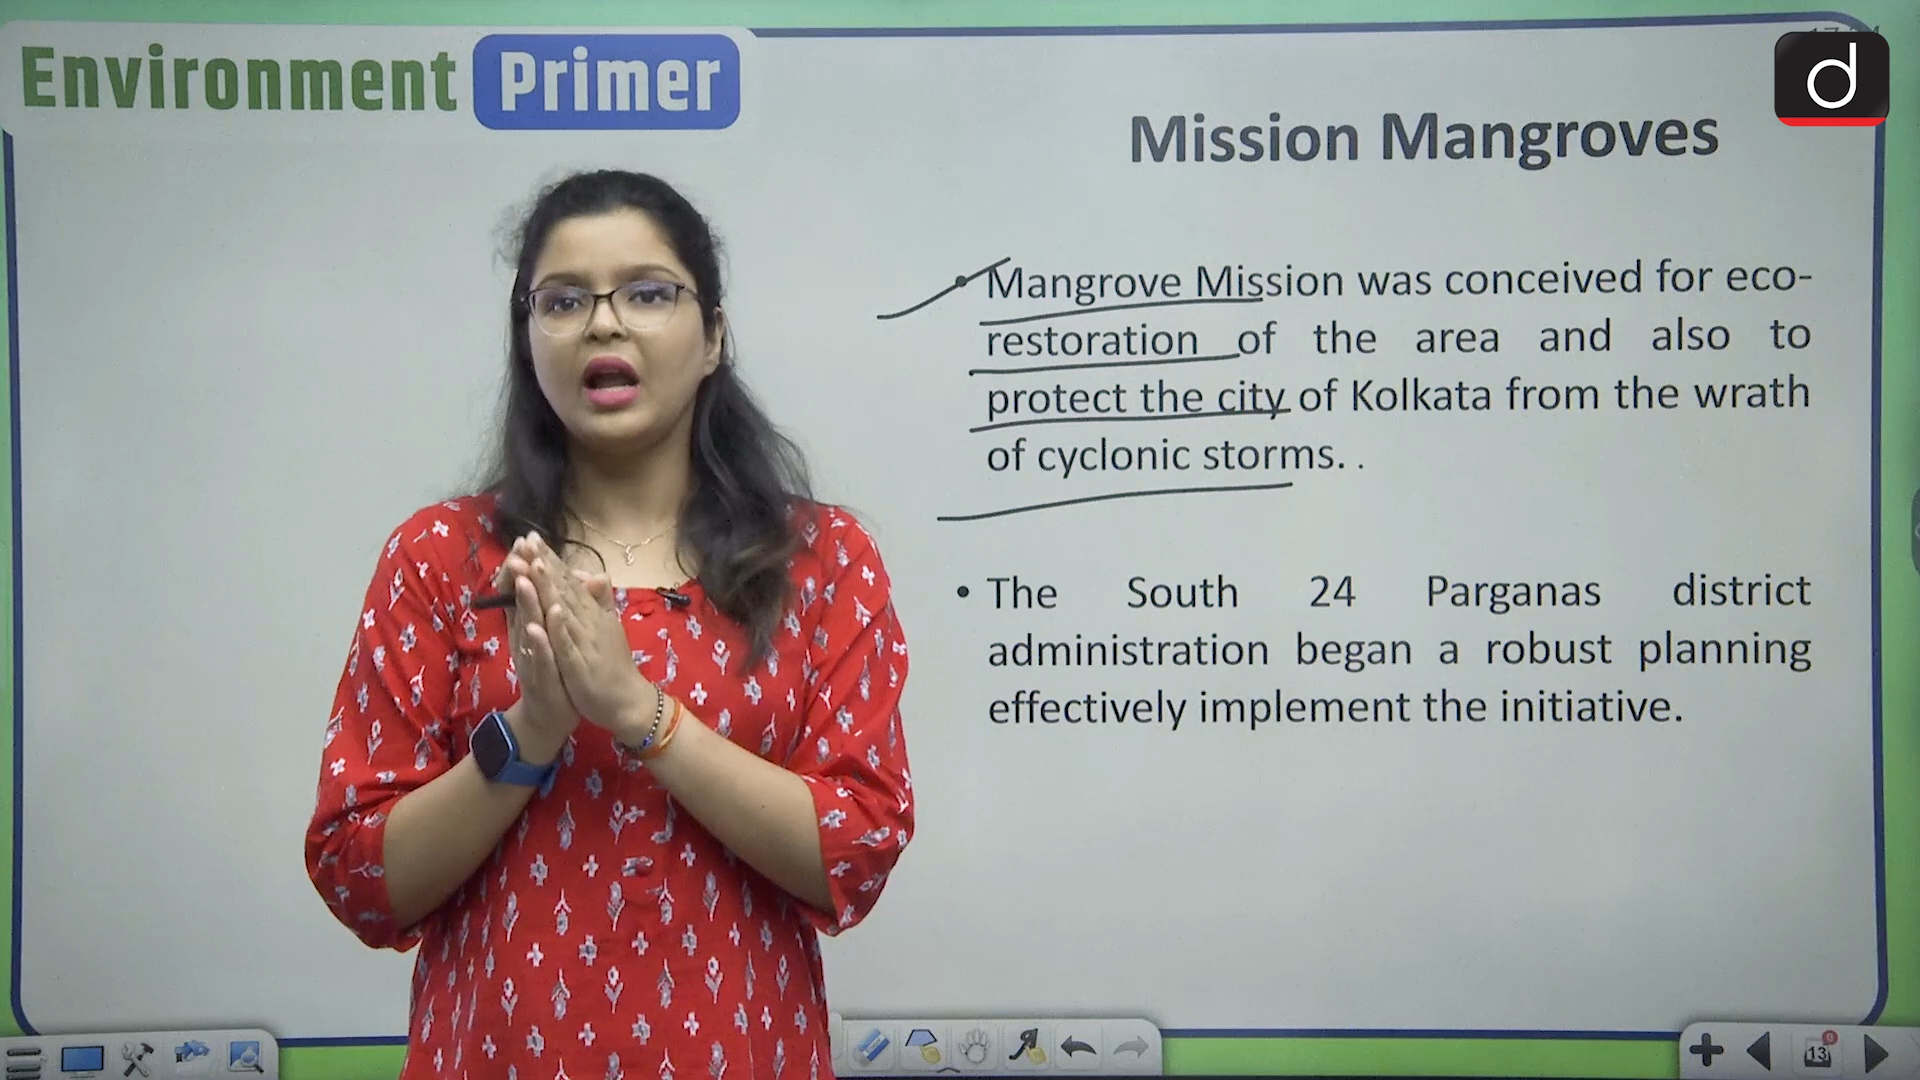 Environment Primer
d
Mission Mangroves
• Mangrove Mission was conceived for eco-
restoration of the area and also to
protect the city of Kolkata from the wrath
of cyclonic storms. .
• The South 24 Parganas district
administration began a robust planning
effectively implement the initiative.
13